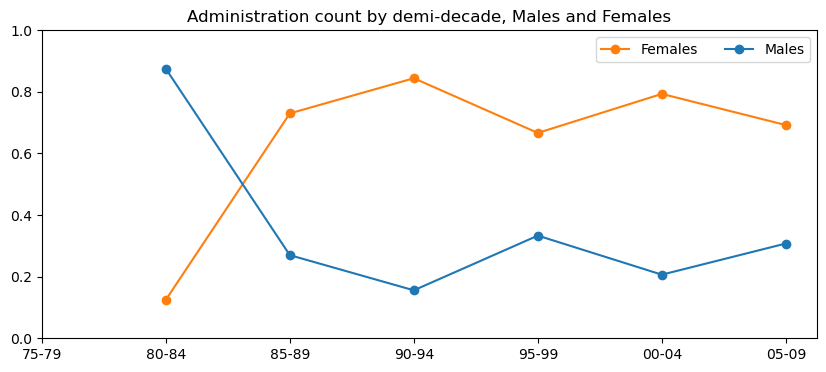 Administration count by demi-decade, Males and Females
1.0
Females Males
0.8
0.6
0.4
0.2
0.0
75-79 80-84 85-89 90-94 95-99 00-04 05-09